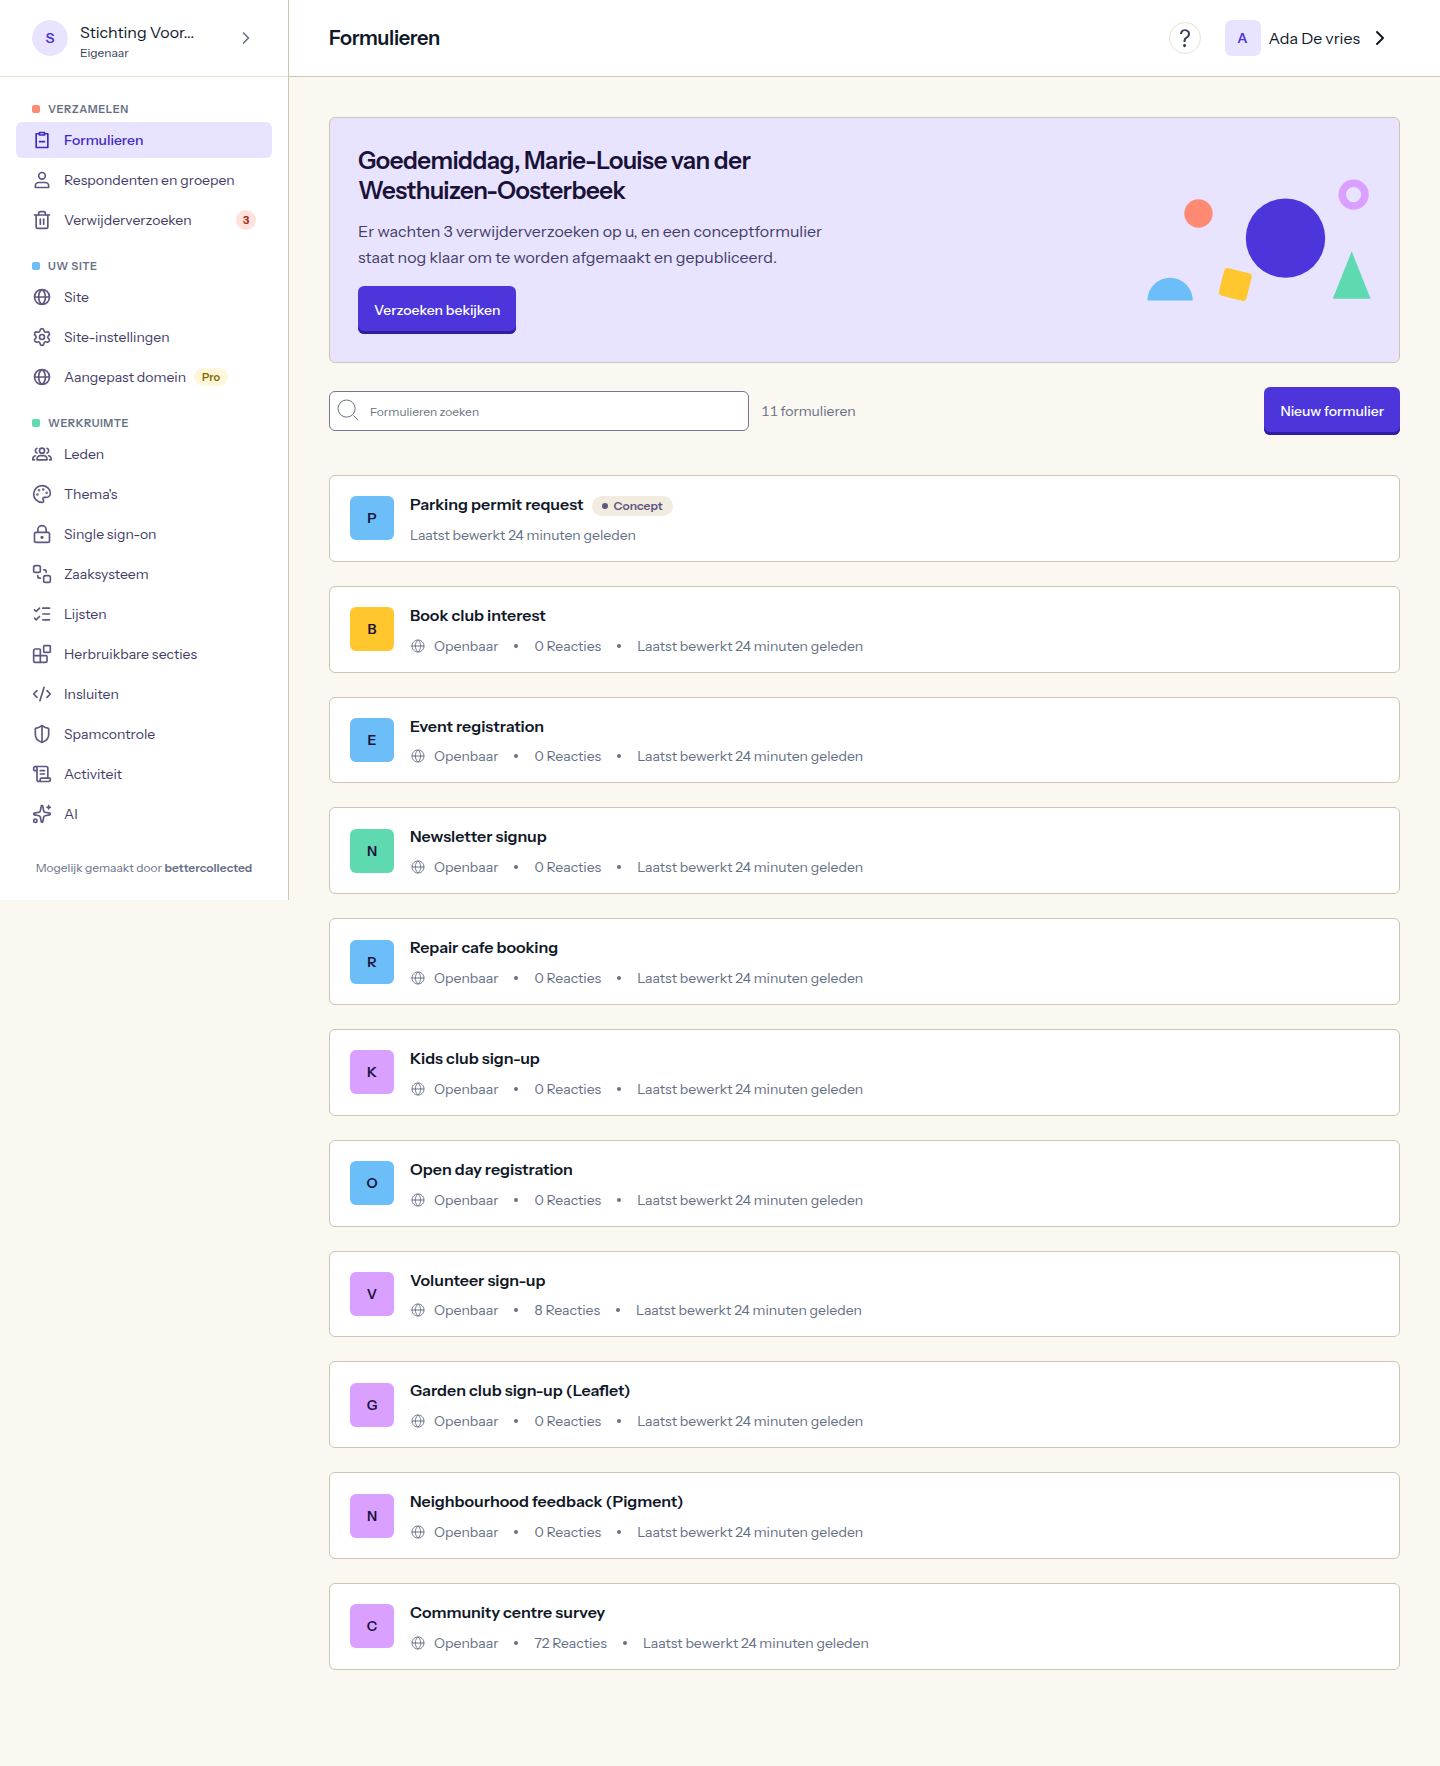 S
Stichting Voor...
Eigenaar
VERZAMELEN
Formulieren
Respondenten en groepen
Verwijderverzoeken 3
UW SITE
Site
Site-instellingen
Aangepast domein Pro
WERKRUIMTE
Leden
Thema's
Single sign-on
Zaaksysteem
Lijsten
Herbruikbare secties
Insluiten
Spamcontrole
Activiteit
AI
Mogelijk gemaakt door bettercollected
Formulieren
? A Ada De vries
Goedemiddag, Marie-Louise van der
Westhuizen-Oosterbeek
Er wachten 3 verwijderverzoeken op u, en een conceptformulier
staat nog klaar om te worden afgemaakt en gepubliceerd.
Verzoeken bekijken
Formulieren zoeken
11 formulieren
Nieuw formulier
P
Parking permit request • Concept
Laatst bewerkt 24 minuten geleden
B
Book club interest
Openbaar • 0 Reacties • Laatst bewerkt 24 minuten geleden
E
Event registration
Openbaar • 0 Reacties • Laatst bewerkt 24 minuten geleden
N
Newsletter signup
Openbaar • 0 Reacties • Laatst bewerkt 24 minuten geleden
R
Repair cafe booking
Openbaar • 0 Reacties • Laatst bewerkt 24 minuten geleden
K
Kids club sign-up
Openbaar • 0 Reacties • Laatst bewerkt 24 minuten geleden
O
Open day registration
Openbaar • 0 Reacties • Laatst bewerkt 24 minuten geleden
V
Volunteer sign-up
Openbaar • 8 Reacties • Laatst bewerkt 24 minuten geleden
G
Garden club sign-up (Leaflet)
Openbaar • 0 Reacties • Laatst bewerkt 24 minuten geleden
N
Neighbourhood feedback (Pigment)
Openbaar • 0 Reacties • Laatst bewerkt 24 minuten geleden
C
Community centre survey
Openbaar • 72 Reacties • Laatst bewerkt 24 minuten geleden